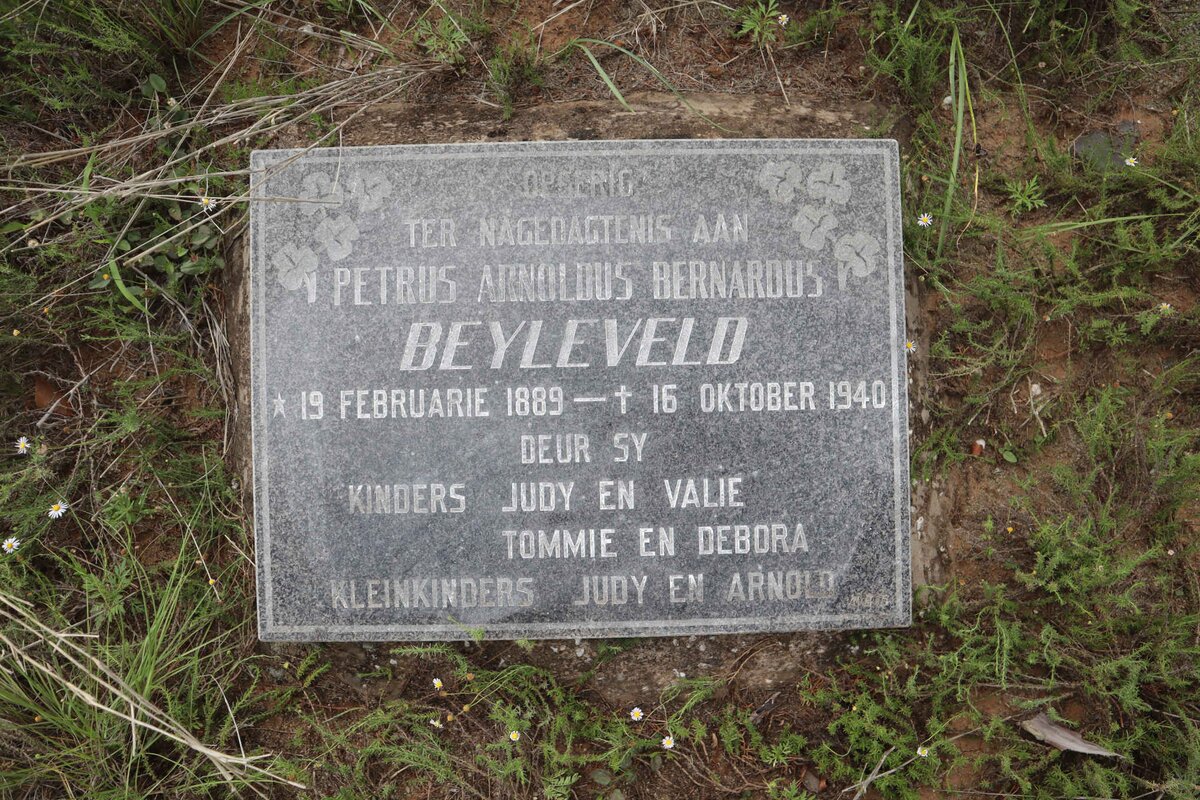 OPGERIG
TER NAGEDAGTENIS AAN
PETRUS ARNOLDUS BERNARDUS
BEYLEVELD
★ 19 FEBRUARIE 1889 — † 16 OKTOBER 1940
DEUR SY
KINDERS JUDY EN VALIE
TOMMIE EN DEBORA
KLEINKINDERS JUDY EN ARNOLD